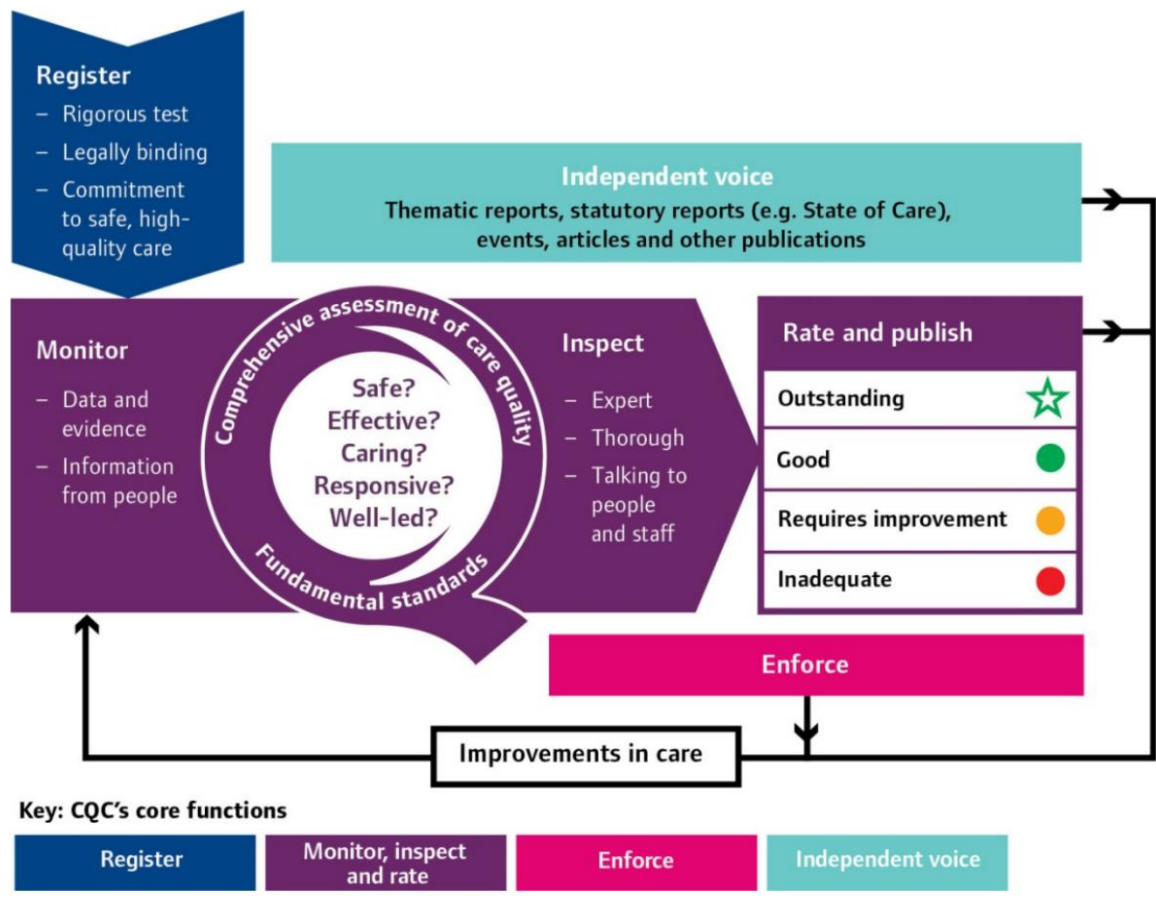 Register
– Rigorous test
– Legally binding
– Commitment
to safe, high-
quality care
Independent voice
Thematic reports, statutory reports (e.g. State of Care),
events, articles and other publications
Monitor
– Data and
evidence
– Information
from people
Comprehensive assessment of care quality
Safe?
Effective?
Caring?
Responsive?
Well-led?
Fundamental standards
Inspect
– Expert
– Thorough
– Talking to
people
and staff
Rate and publish
Outstanding
Good
Requires improvement
Inadequate
Enforce
Improvements in care
Key: CQC’s core functions
Register
Monitor, inspect
and rate
Enforce
Independent voice